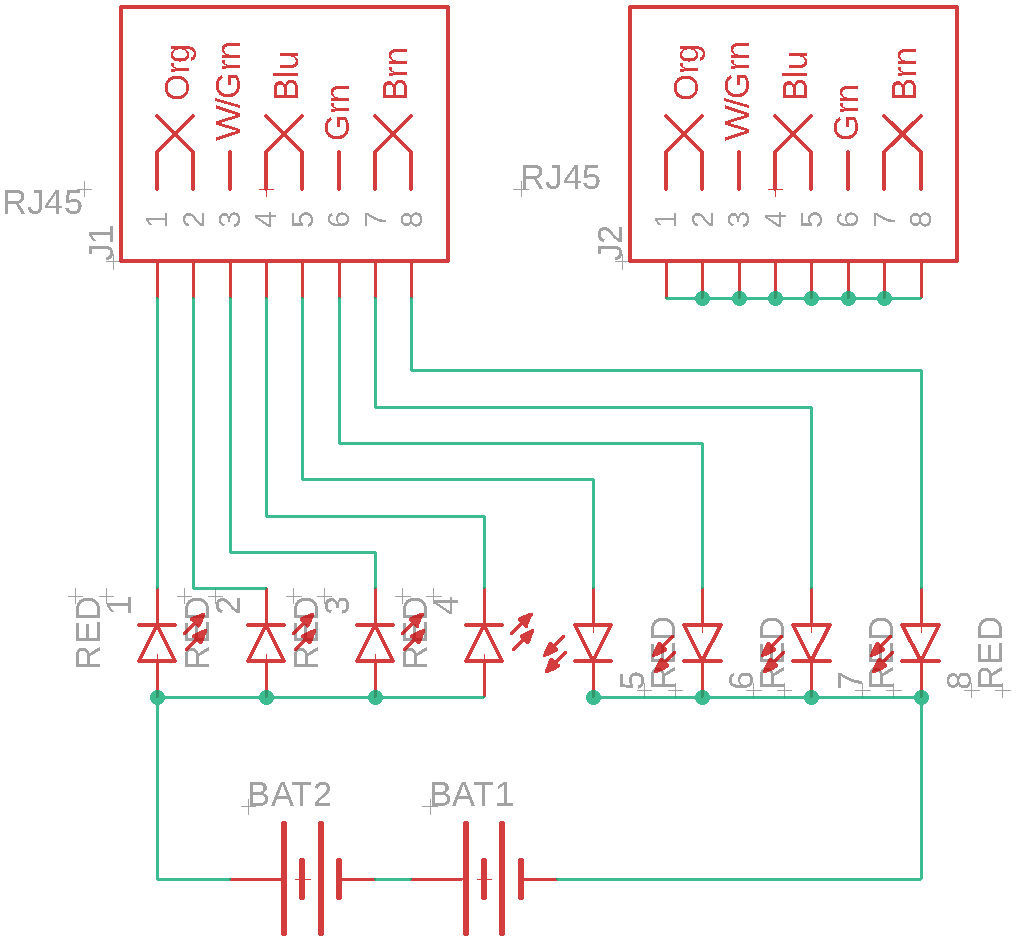 Org W/Grn Blu Grn Brn
Org W/Grn Blu Grn Brn
RJ45
RJ45
1 2 3 4 5 6 7 8
1 2 3 4 5 6 7 8
J1
J2
RED 1
RED 2
RED 3
RED 4
5 RED
6 RED
7 RED
8 RED
BAT2
BAT1